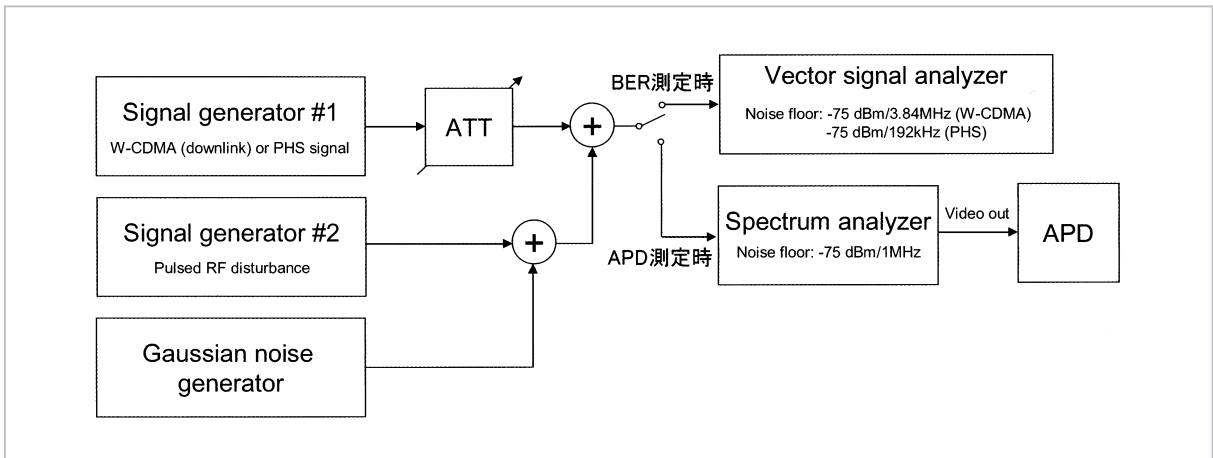 Signal generator #1
W-CDMA (downlink) or PHS signal
ATT
+
BER測定時
Vector signal analyzer
Noise floor: -75 dBm/3.84MHz (W-CDMA)
-75 dBm/192kHz (PHS)
Signal generator #2
Pulsed RF disturbance
+
APD測定時
Spectrum analyzer
Noise floor: -75 dBm/1MHz
Video out
APD
Gaussian noise
generator